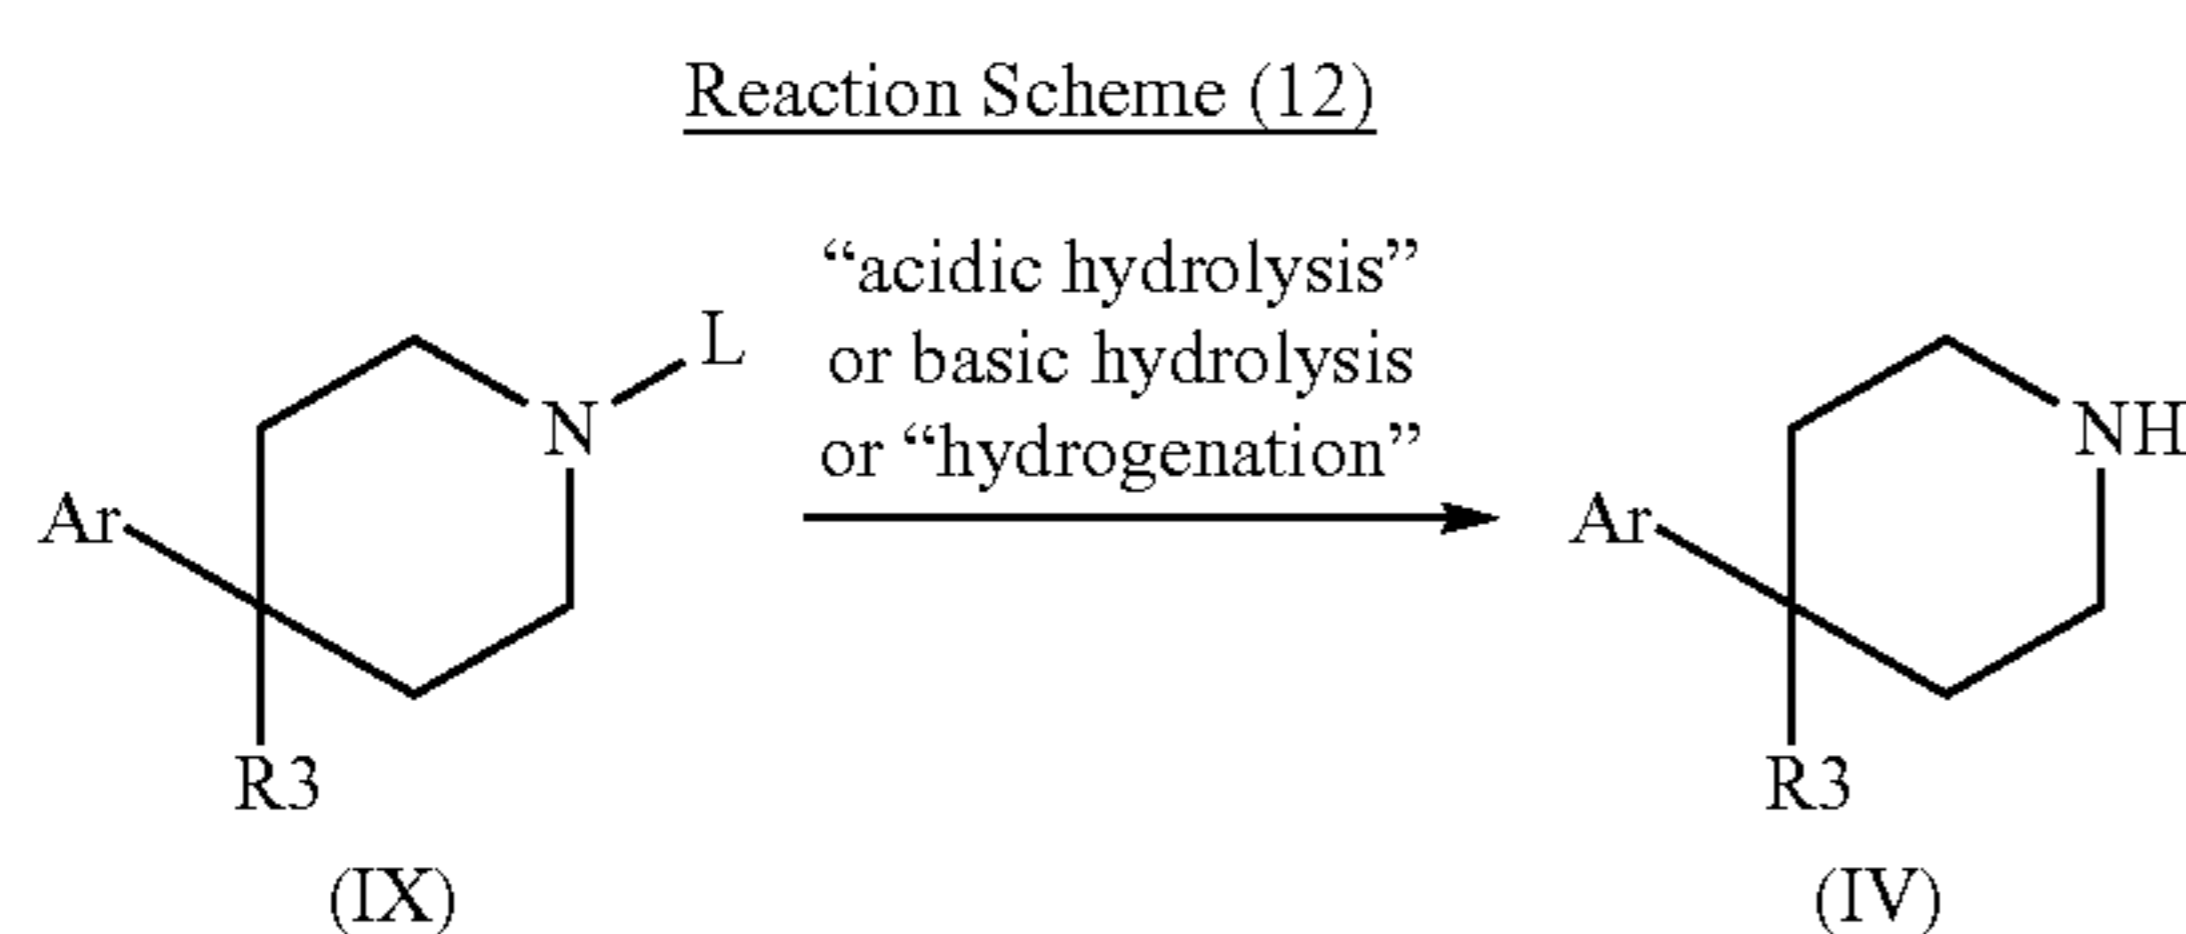 Reaction Scheme (12)
“acidic hydrolysis”
or basic hydrolysis
or “hydrogenation”
L
N
Ar
R3
(IX)
NH
Ar
R3
(IV)